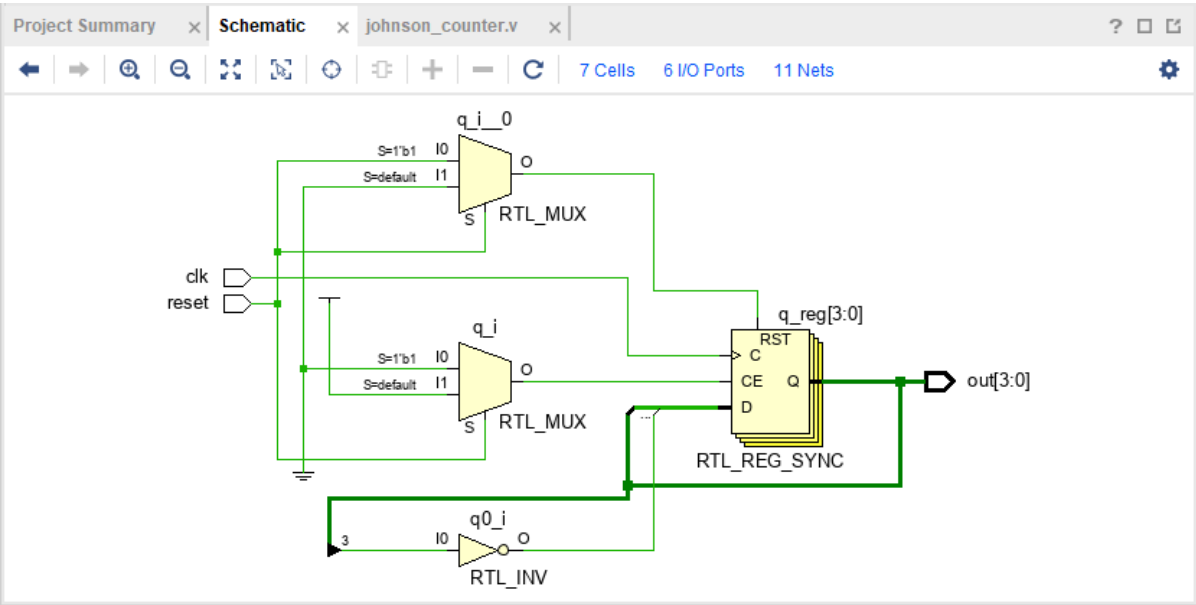 Project Summary × Schematic × johnson_counter.v × ?
7 Cells 6 I/O Ports 11 Nets
q_i__0
S=1'b1 I0
O
S=default I1
S RTL_MUX
clk
reset
q_i
S=1'b1 I0
O
S=default I1
S RTL_MUX
q_reg[3:0]
RST
C
CE Q
out[3:0]
D
...
RTL_REG_SYNC
q0_i
3 I0 O
RTL_INV